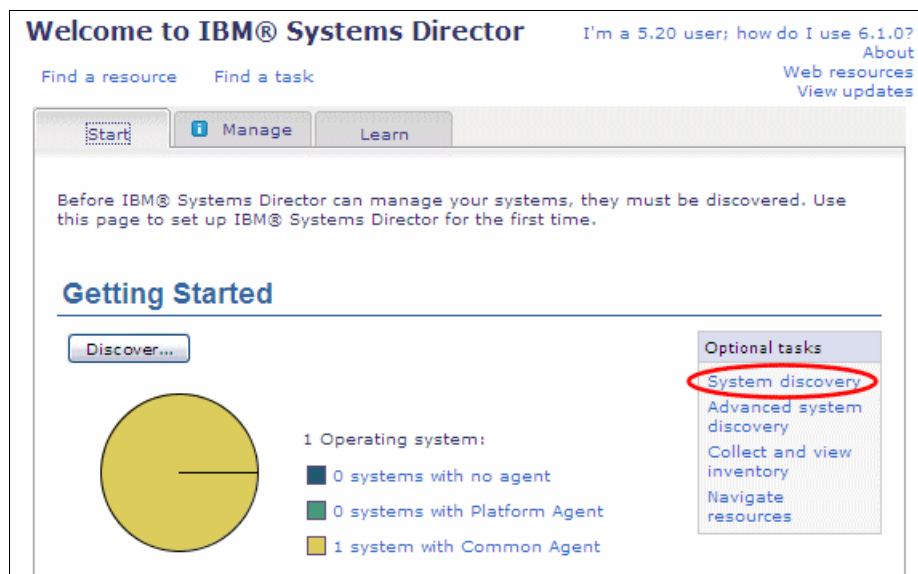 Welcome to IBM® Systems Director
I'm a 5.20 user; how do I use 6.1.0?
About
Web resources
View updates
Find a resource
Find a task
Start
Manage
Learn
Before IBM® Systems Director can manage your systems, they must be discovered. Use
this page to set up IBM® Systems Director for the first time.
Getting Started
Discover...
1 Operating system:
0 systems with no agent
0 systems with Platform Agent
1 system with Common Agent
Optional tasks
System discovery
Advanced system
discovery
Collect and view
inventory
Navigate
resources